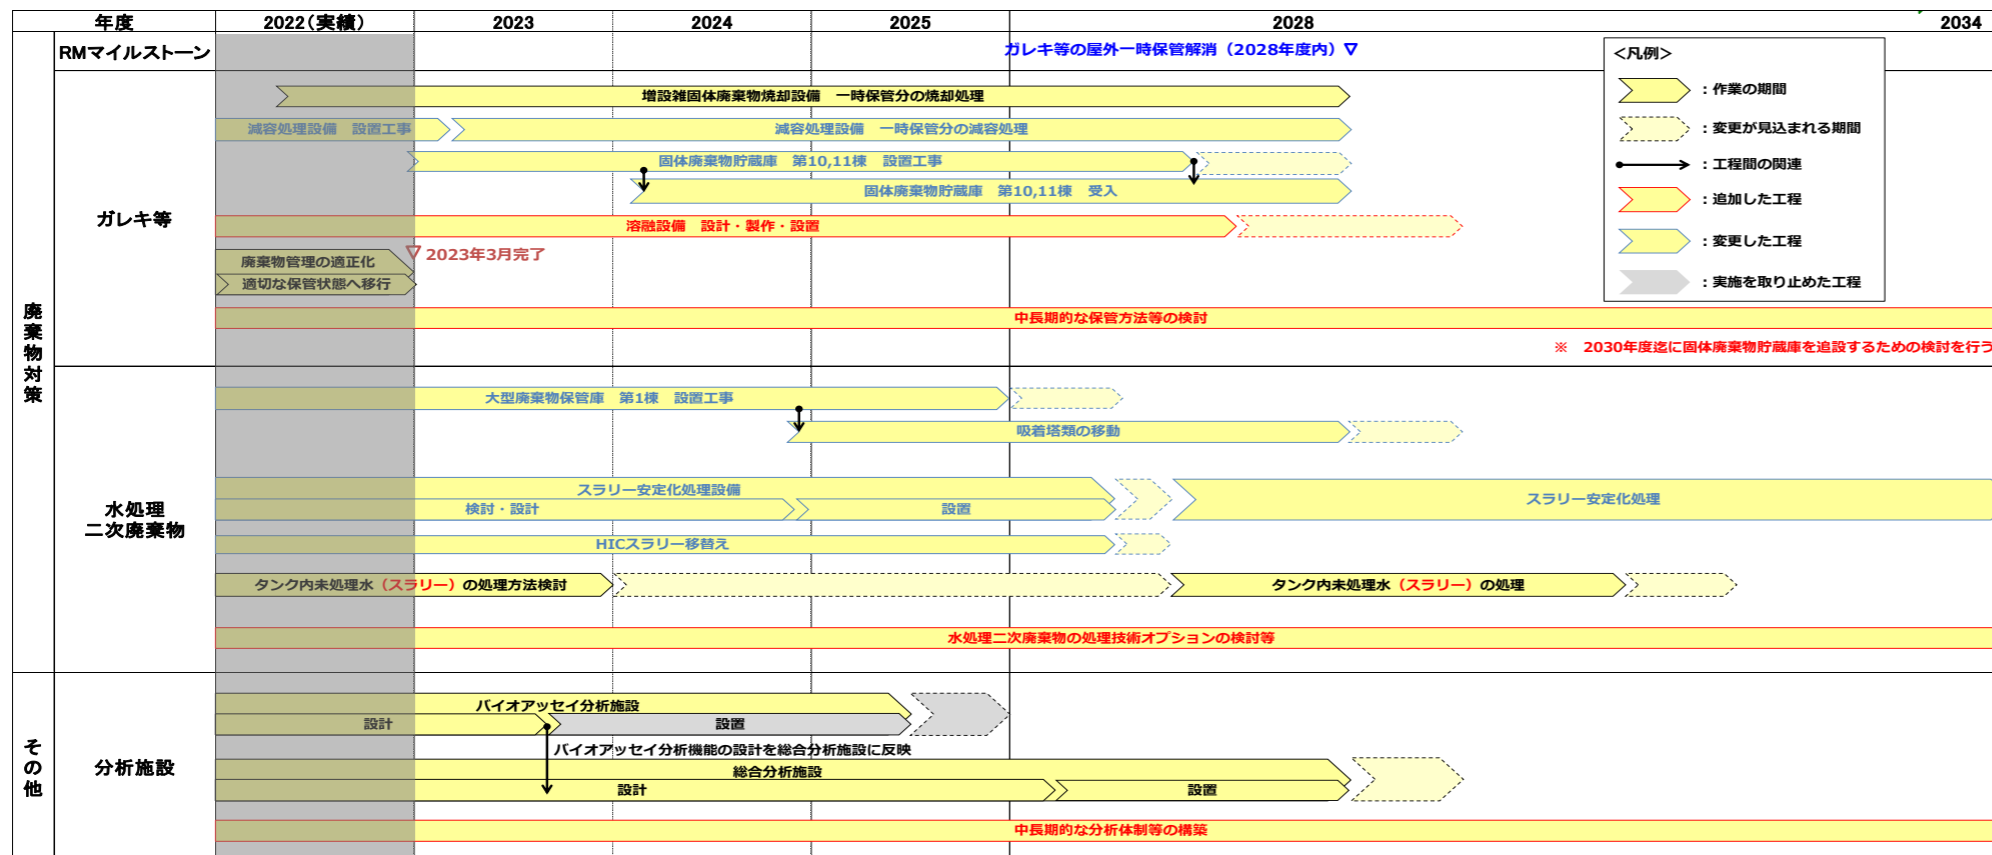 年度
2022(実績)
2023
2024
2025
2028
2034
RMマイルストーン
ガレキ等の屋外一時保管解消（2028年度内）▽
＜凡例＞
：作業の期間
：変更が見込まれる期間
：工程間の関連
：追加した工程
：変更した工程
：実施を取り止めた工程
廃棄物対策
ガレキ等
増設雑固体廃棄物焼却設備　一時保管分の焼却処理
減容処理設備　設置工事
減容処理設備　一時保管分の減容処理
固体廃棄物貯蔵庫　第10,11棟　設置工事
固体廃棄物貯蔵庫　第10,11棟　受入
溶融設備　設計・製作・設置
廃棄物管理の適正化
▽ 2023年3月完了
適切な保管状態へ移行
中長期的な保管方法等の検討
※　2030年度迄に固体廃棄物貯蔵庫を追設するための検討を行う
水処理
二次廃棄物
大型廃棄物保管庫　第1棟　設置工事
吸着塔類の移動
スラリー安定化処理設備
検討・設計
設置
スラリー安定化処理
HICスラリー移替え
タンク内未処理水（スラリー）の処理方法検討
タンク内未処理水（スラリー）の処理
水処理二次廃棄物の処理技術オプションの検討等
その他
分析施設
バイオアッセイ分析施設
設計
設置
バイオアッセイ分析機能の設計を総合分析施設に反映
総合分析施設
設計
設置
中長期的な分析体制等の構築